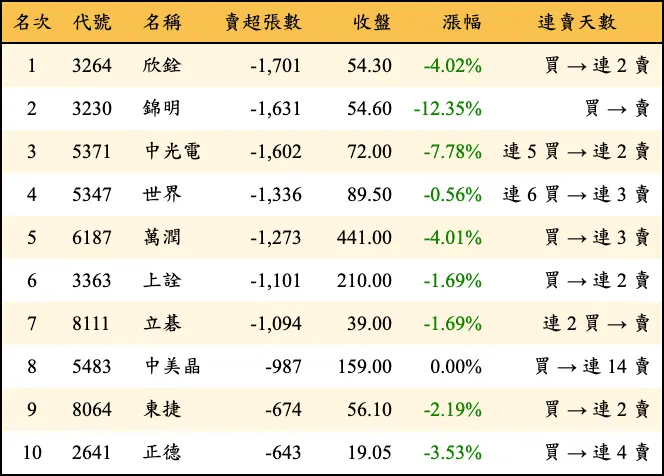 名次 代號 名稱 賣超張數 收盤 漲幅 連賣天數
1 3264 欣銓 -1,701 54.30 -4.02% 買 → 連 2 賣
2 3230 錦明 -1,631 54.60 -12.35% 買 → 賣
3 5371 中光電 -1,602 72.00 -7.78% 連 5 買 → 連 2 賣
4 5347 世界 -1,336 89.50 -0.56% 連 6 買 → 連 3 賣
5 6187 萬潤 -1,273 441.00 -4.01% 買 → 連 3 賣
6 3363 上詮 -1,101 210.00 -1.69% 買 → 連 2 賣
7 8111 立碁 -1,094 39.00 -1.69% 連 2 買 → 賣
8 5483 中美晶 -987 159.00 0.00% 買 → 連 14 賣
9 8064 東捷 -674 56.10 -2.19% 買 → 連 2 賣
10 2641 正德 -643 19.05 -3.53% 買 → 連 4 賣